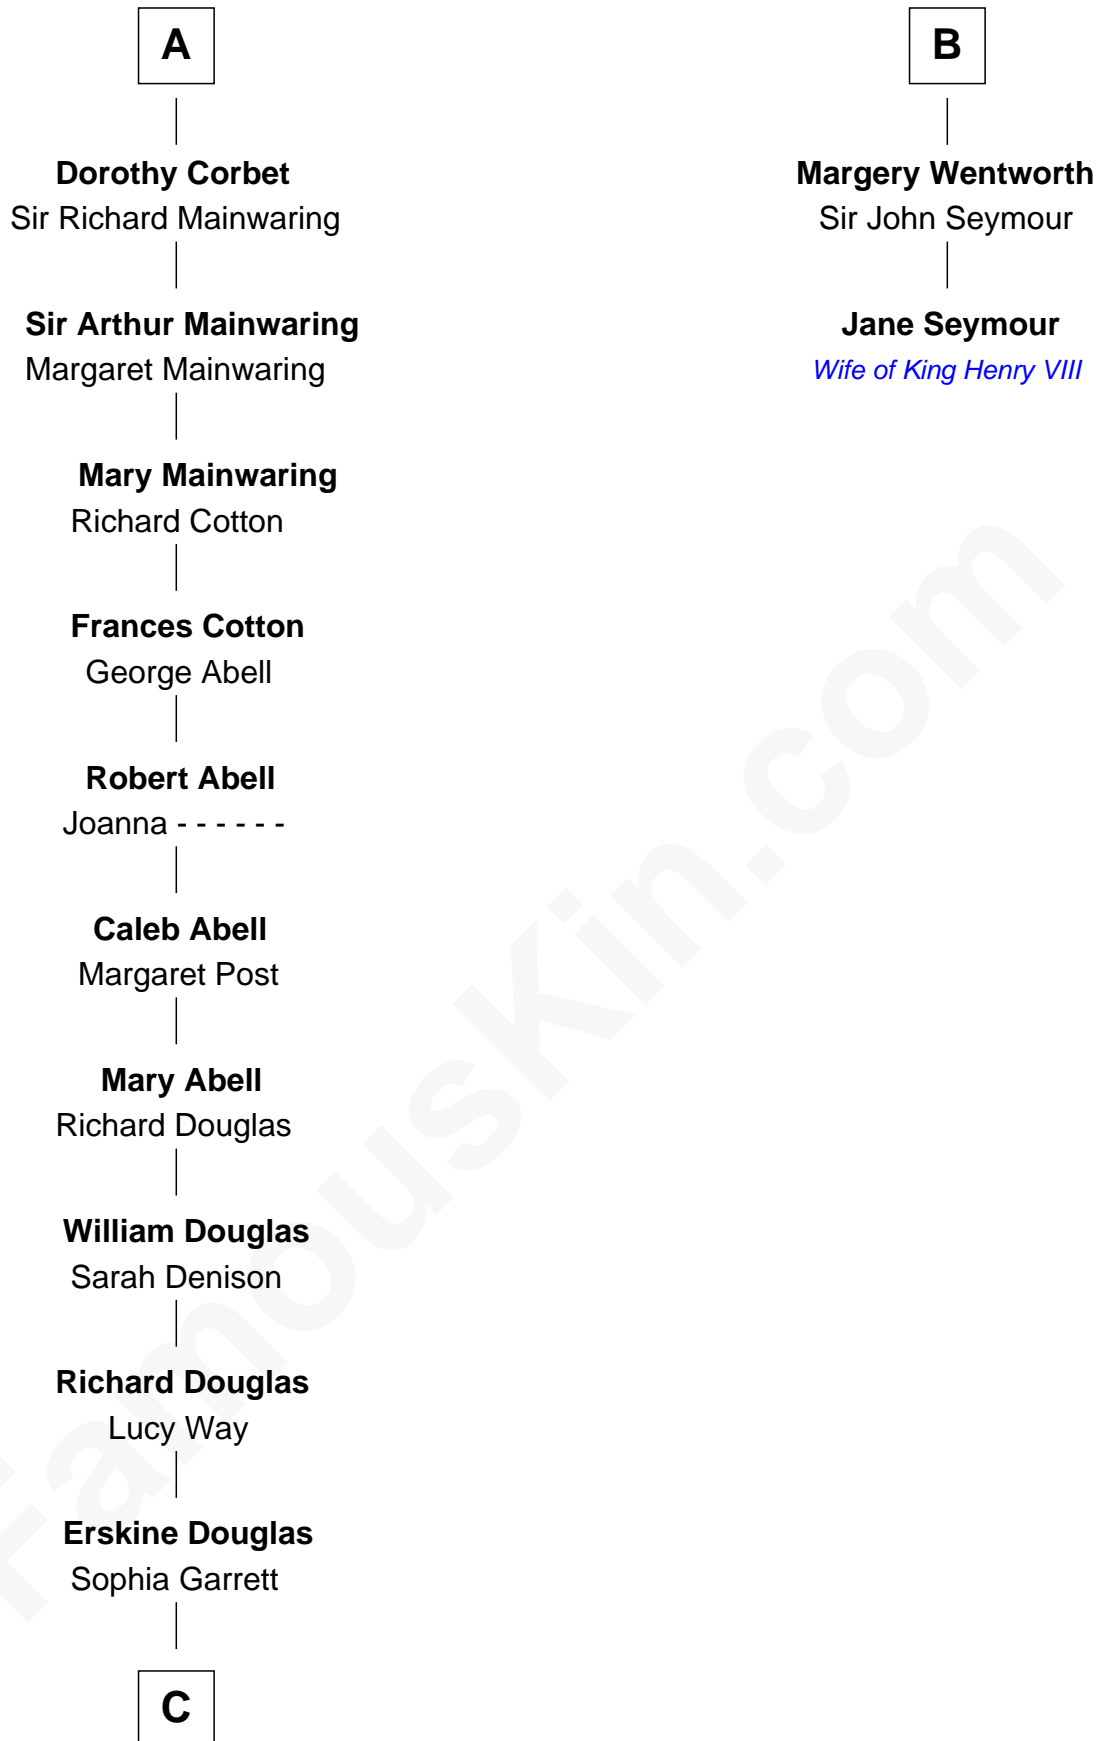 A
Dorothy Corbet
Sir Richard Mainwaring
Sir Arthur Mainwaring
Margaret Mainwaring
Mary Mainwaring
Richard Cotton
Frances Cotton
George Abell
Robert Abell
Joanna - - - - - -
Caleb Abell
Margaret Post
Mary Abell
Richard Douglas
William Douglas
Sarah Denison
Richard Douglas
Lucy Way
Erskine Douglas
Sophia Garrett
C
B
Margery Wentworth
Sir John Seymour
Jane Seymour
Wife of King Henry VIII
FamousKin.com